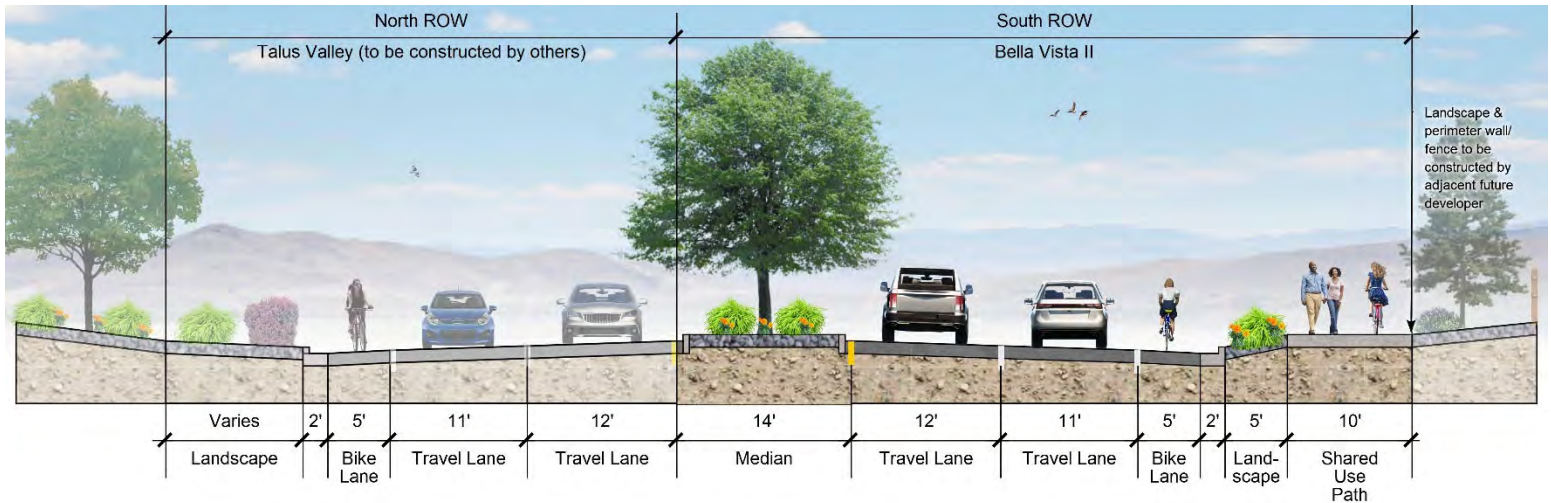 North ROW
South ROW
Talus Valley (to be constructed by others)
Bella Vista II
Landscape &
perimeter wall/
fence to be
constructed by
adjacent future
developer
Varies
2'
5'
11'
12'
14'
12'
11'
5'
2'
5'
10'
Landscape
Bike
Lane
Travel Lane
Travel Lane
Median
Travel Lane
Travel Lane
Bike
Lane
Land-
scape
Shared
Use
Path